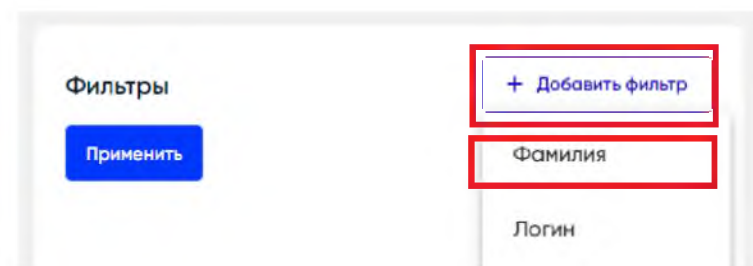 Фильтры
+ Добавить фильтр
Применить
Фамилия
Логин